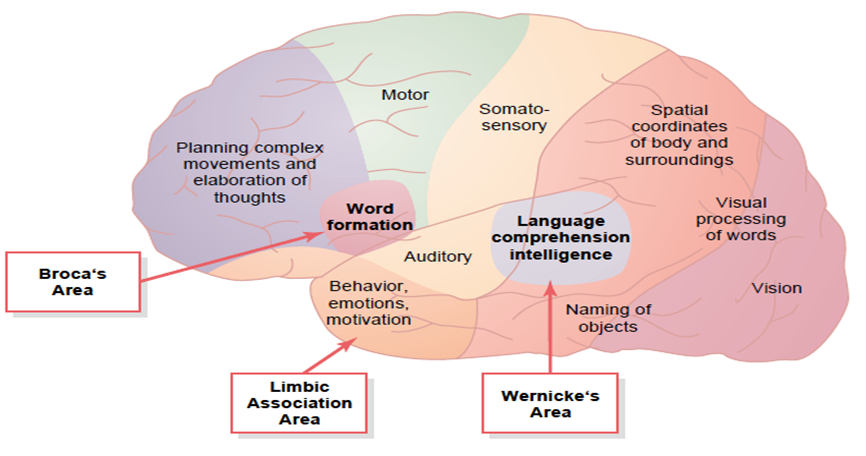 Motor
Somato-
sensory
Spatial
coordinates
of body and
surroundings
Planning complex
movements and
elaboration of
thoughts
Word
formation
Language
comprehension
intelligence
Visual
processing
of words
Auditory
Broca‘s
Area
Behavior,
emotions,
motivation
Vision
Naming of
objects
Limbic
Association
Area
Wernicke‘s
Area